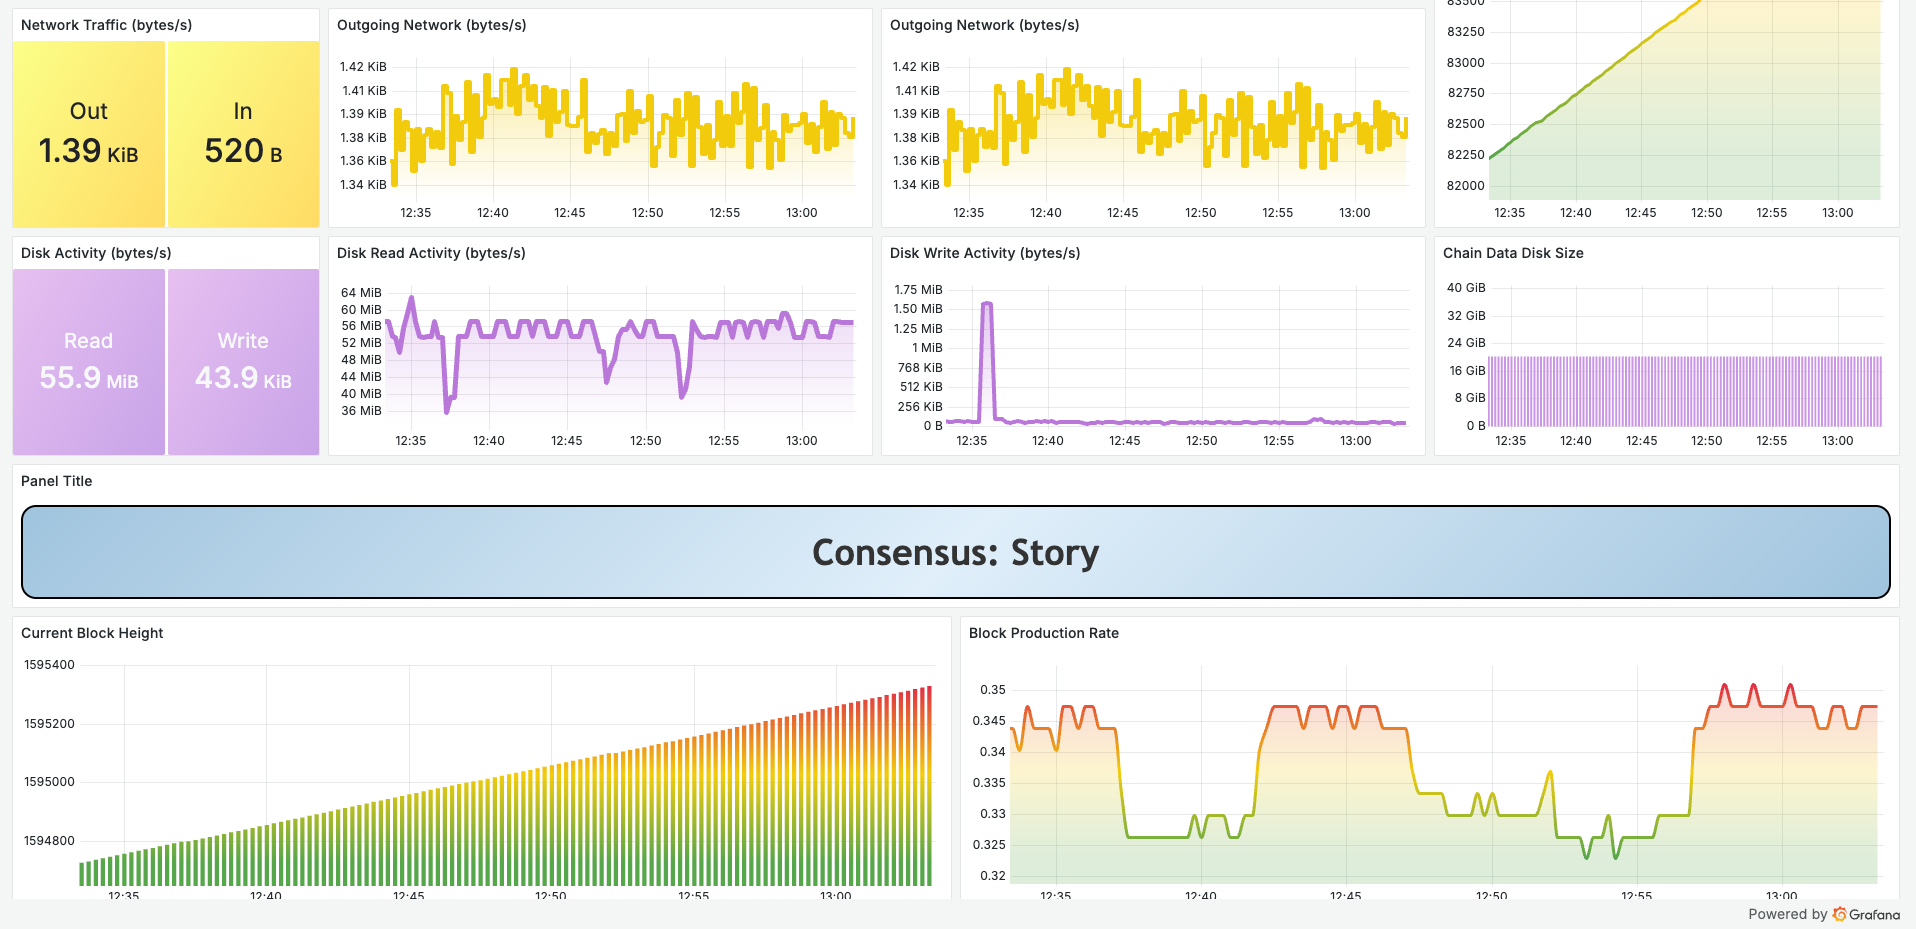 Network Traffic (bytes/s)
Out
1.39 KiB
In
520 B
Outgoing Network (bytes/s)
1.42 KiB
1.41 KiB
1.39 KiB
1.38 KiB
1.36 KiB
1.34 KiB
12:35 12:40 12:45 12:50 12:55 13:00
Outgoing Network (bytes/s)
1.42 KiB
1.41 KiB
1.39 KiB
1.38 KiB
1.36 KiB
1.34 KiB
12:35 12:40 12:45 12:50 12:55 13:00
83500
83250
83000
82750
82500
82250
82000
12:35 12:40 12:45 12:50 12:55 13:00
Disk Activity (bytes/s)
Read
55.9 MiB
Write
43.9 KiB
Disk Read Activity (bytes/s)
64 MiB
60 MiB
56 MiB
52 MiB
48 MiB
44 MiB
40 MiB
36 MiB
12:35 12:40 12:45 12:50 12:55 13:00
Disk Write Activity (bytes/s)
1.75 MiB
1.50 MiB
1.25 MiB
1 MiB
768 KiB
512 KiB
256 KiB
0 B
12:35 12:40 12:45 12:50 12:55 13:00
Chain Data Disk Size
40 GiB
32 GiB
24 GiB
16 GiB
8 GiB
0 B
12:35 12:40 12:45 12:50 12:55 13:00
Panel Title
Consensus: Story
Current Block Height
1595400
1595200
1595000
1594800
12:35 12:40 12:45 12:50 12:55 13:00
Block Production Rate
0.35
0.345
0.34
0.335
0.33
0.325
0.32
12:35 12:40 12:45 12:50 12:55 13:00
Powered by Grafana